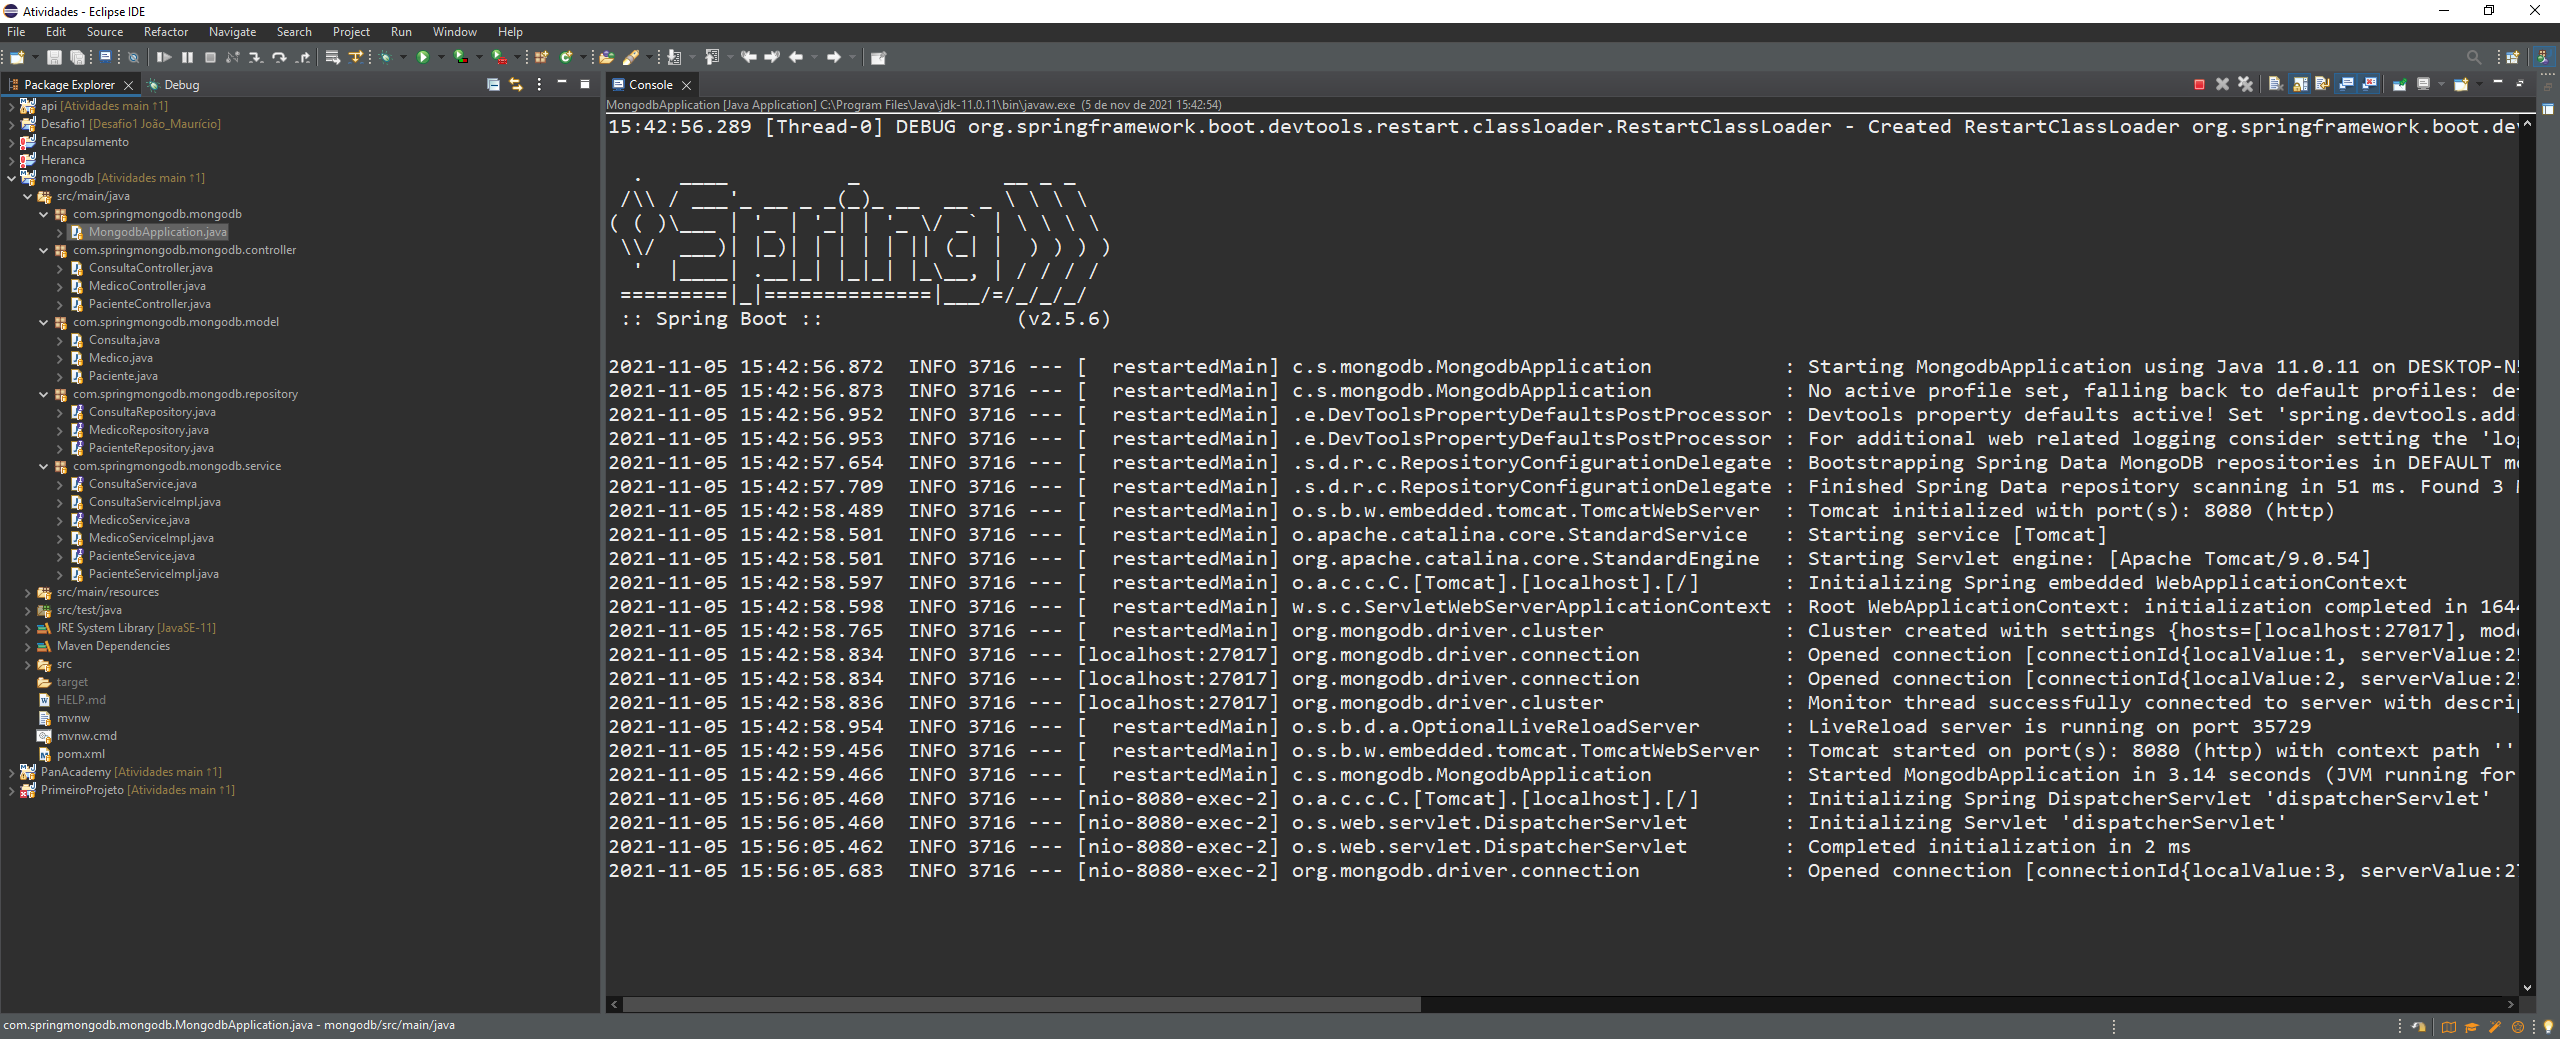 Atividades - Eclipse IDE
File Edit Source Refactor Navigate Search Project Run Window Help
Package Explorer Debug
api [Atividades main ↑1]
Desafio1 [Desafio1 João_Maurício]
Encapsulamento
Heranca
mongodb [Atividades main ↑1]
src/main/java
com.springmongodb.mongodb
MongodbApplication.java
com.springmongodb.mongodb.controller
ConsultaController.java
MedicoController.java
PacienteController.java
com.springmongodb.mongodb.model
Consulta.java
Medico.java
Paciente.java
com.springmongodb.mongodb.repository
ConsultaRepository.java
MedicoRepository.java
PacienteRepository.java
com.springmongodb.mongodb.service
ConsultaService.java
ConsultaServiceImpl.java
MedicoService.java
MedicoServiceImpl.java
PacienteService.java
PacienteServiceImpl.java
src/main/resources
src/test/java
JRE System Library [JavaSE-11]
Maven Dependencies
src
target
HELP.md
mvnw
mvnw.cmd
pom.xml
PanAcademy [Atividades main ↑1]
PrimeiroProjeto [Atividades main ↑1]
Console
MongodbApplication [Java Application] C:\Program Files\Java\jdk-11.0.11\bin\javaw.exe (5 de nov de 2021 15:42:54)
15:42:56.289 [Thread-0] DEBUG org.springframework.boot.devtools.restart.classloader.RestartClassLoader - Created RestartClassLoader org.springframework.boot.dev
Spring
:: Spring Boot :: (v2.5.6)
2021-11-05 15:42:56.872 INFO 3716 --- [ restartedMain] c.s.mongodb.MongodbApplication : Starting MongodbApplication using Java 11.0.11 on DESKTOP-N5
2021-11-05 15:42:56.873 INFO 3716 --- [ restartedMain] c.s.mongodb.MongodbApplication : No active profile set, falling back to default profiles: de
2021-11-05 15:42:56.952 INFO 3716 --- [ restartedMain] .e.DevToolsPropertyDefaultsPostProcessor : Devtools property defaults active! Set 'spring.devtools.add
2021-11-05 15:42:56.953 INFO 3716 --- [ restartedMain] .e.DevToolsPropertyDefaultsPostProcessor : For additional web related logging consider setting the 'log
2021-11-05 15:42:57.654 INFO 3716 --- [ restartedMain] .s.d.r.c.RepositoryConfigurationDelegate : Bootstrapping Spring Data MongoDB repositories in DEFAULT mo
2021-11-05 15:42:57.709 INFO 3716 --- [ restartedMain] .s.d.r.c.RepositoryConfigurationDelegate : Finished Spring Data repository scanning in 51 ms. Found 3 M
2021-11-05 15:42:58.489 INFO 3716 --- [ restartedMain] o.s.b.w.embedded.tomcat.TomcatWebServer : Tomcat initialized with port(s): 8080 (http)
2021-11-05 15:42:58.501 INFO 3716 --- [ restartedMain] o.apache.catalina.core.StandardService : Starting service [Tomcat]
2021-11-05 15:42:58.501 INFO 3716 --- [ restartedMain] org.apache.catalina.core.StandardEngine : Starting Servlet engine: [Apache Tomcat/9.0.54]
2021-11-05 15:42:58.597 INFO 3716 --- [ restartedMain] o.a.c.c.C.[Tomcat].[localhost].[/] : Initializing Spring embedded WebApplicationContext
2021-11-05 15:42:58.598 INFO 3716 --- [ restartedMain] w.s.c.ServletWebServerApplicationContext : Root WebApplicationContext: initialization completed in 1644
2021-11-05 15:42:58.765 INFO 3716 --- [ restartedMain] org.mongodb.driver.cluster : Cluster created with settings {hosts=[localhost:27017], mode
2021-11-05 15:42:58.834 INFO 3716 --- [localhost:27017] org.mongodb.driver.connection : Opened connection [connectionId{localValue:1, serverValue:25
2021-11-05 15:42:58.834 INFO 3716 --- [localhost:27017] org.mongodb.driver.connection : Opened connection [connectionId{localValue:2, serverValue:25
2021-11-05 15:42:58.836 INFO 3716 --- [localhost:27017] org.mongodb.driver.cluster : Monitor thread successfully connected to server with descrip
2021-11-05 15:42:58.954 INFO 3716 --- [ restartedMain] o.s.b.d.a.OptionalLiveReloadServer : LiveReload server is running on port 35729
2021-11-05 15:42:59.456 INFO 3716 --- [ restartedMain] o.s.b.w.embedded.tomcat.TomcatWebServer : Tomcat started on port(s): 8080 (http) with context path ''
2021-11-05 15:42:59.466 INFO 3716 --- [ restartedMain] c.s.mongodb.MongodbApplication : Started MongodbApplication in 3.14 seconds (JVM running for
2021-11-05 15:56:05.460 INFO 3716 --- [nio-8080-exec-2] o.a.c.c.C.[Tomcat].[localhost].[/] : Initializing Spring DispatcherServlet 'dispatcherServlet'
2021-11-05 15:56:05.460 INFO 3716 --- [nio-8080-exec-2] o.s.web.servlet.DispatcherServlet : Initializing Servlet 'dispatcherServlet'
2021-11-05 15:56:05.462 INFO 3716 --- [nio-8080-exec-2] o.s.web.servlet.DispatcherServlet : Completed initialization in 2 ms
2021-11-05 15:56:05.683 INFO 3716 --- [nio-8080-exec-2] org.mongodb.driver.connection : Opened connection [connectionId{localValue:3, serverValue:27
com.springmongodb.mongodb.MongodbApplication.java - mongodb/src/main/java